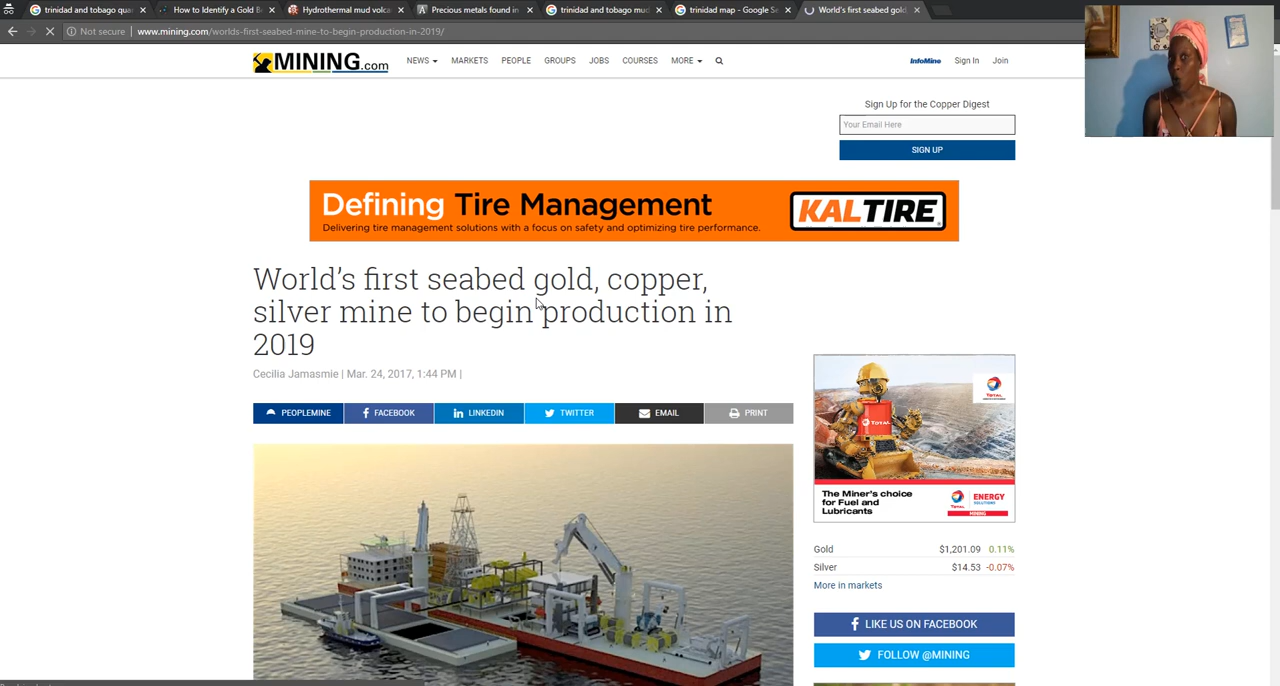 trinidad and tobago qua
How to Identify a Gold B
Hydrothermal mud volca
Precious metals found in
trinidad and tobago mud
trinidad map - Google Se
World's first seabed gold
Not secure | www.mining.com/worlds-first-seabed-mine-to-begin-production-in-2019/
MINING.com
NEWS
MARKETS
PEOPLE
GROUPS
JOBS
COURSES
MORE
InfoMine
Sign In
Join
Sign Up for the Copper Digest
Your Email Here
SIGN UP
Defining Tire Management
Delivering tire management solutions with a focus on safety and optimizing tire performance.
KALTIRE
World's first seabed gold, copper,
silver mine to begin production in
2019
Cecilia Jamasmie | Mar. 24, 2017, 1:44 PM |
PEOPLEMINE
FACEBOOK
LINKEDIN
TWITTER
EMAIL
PRINT
TOTAL
TOTAL
The Miner's choice
for Fuel and
Lubricants
TOTAL
ENERGY
SOLUTIONS
MINING
Gold $1,201.09 0.11%
Silver $14.53 -0.07%
More in markets
LIKE US ON FACEBOOK
FOLLOW @MINING